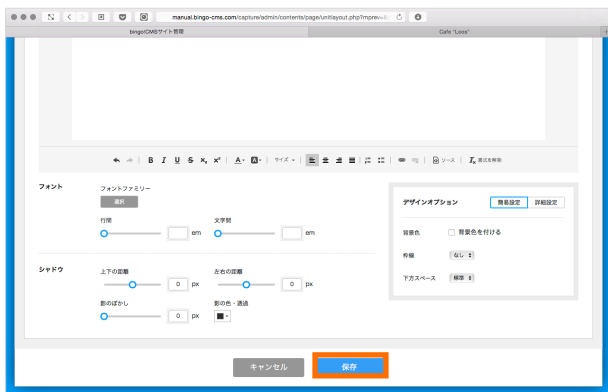 manual.bingo-cms.com/capture/admin/contents/page/unitlayout.php?mprev=
bingo!CMSサイト管理 Cafe "Loos"
B I U S x₂ x² A A サイズ ソース Tx 書式を解除
フォント フォントファミリー
選択
行間 文字間
em em
シャドウ 上下の距離 左右の距離
0 px 0 px
影のぼかし 影の色・透過
0 px
デザインオプション 簡易設定 詳細設定
背景色 背景色を付ける
枠線 なし
下方スペース 標準
キャンセル 保存